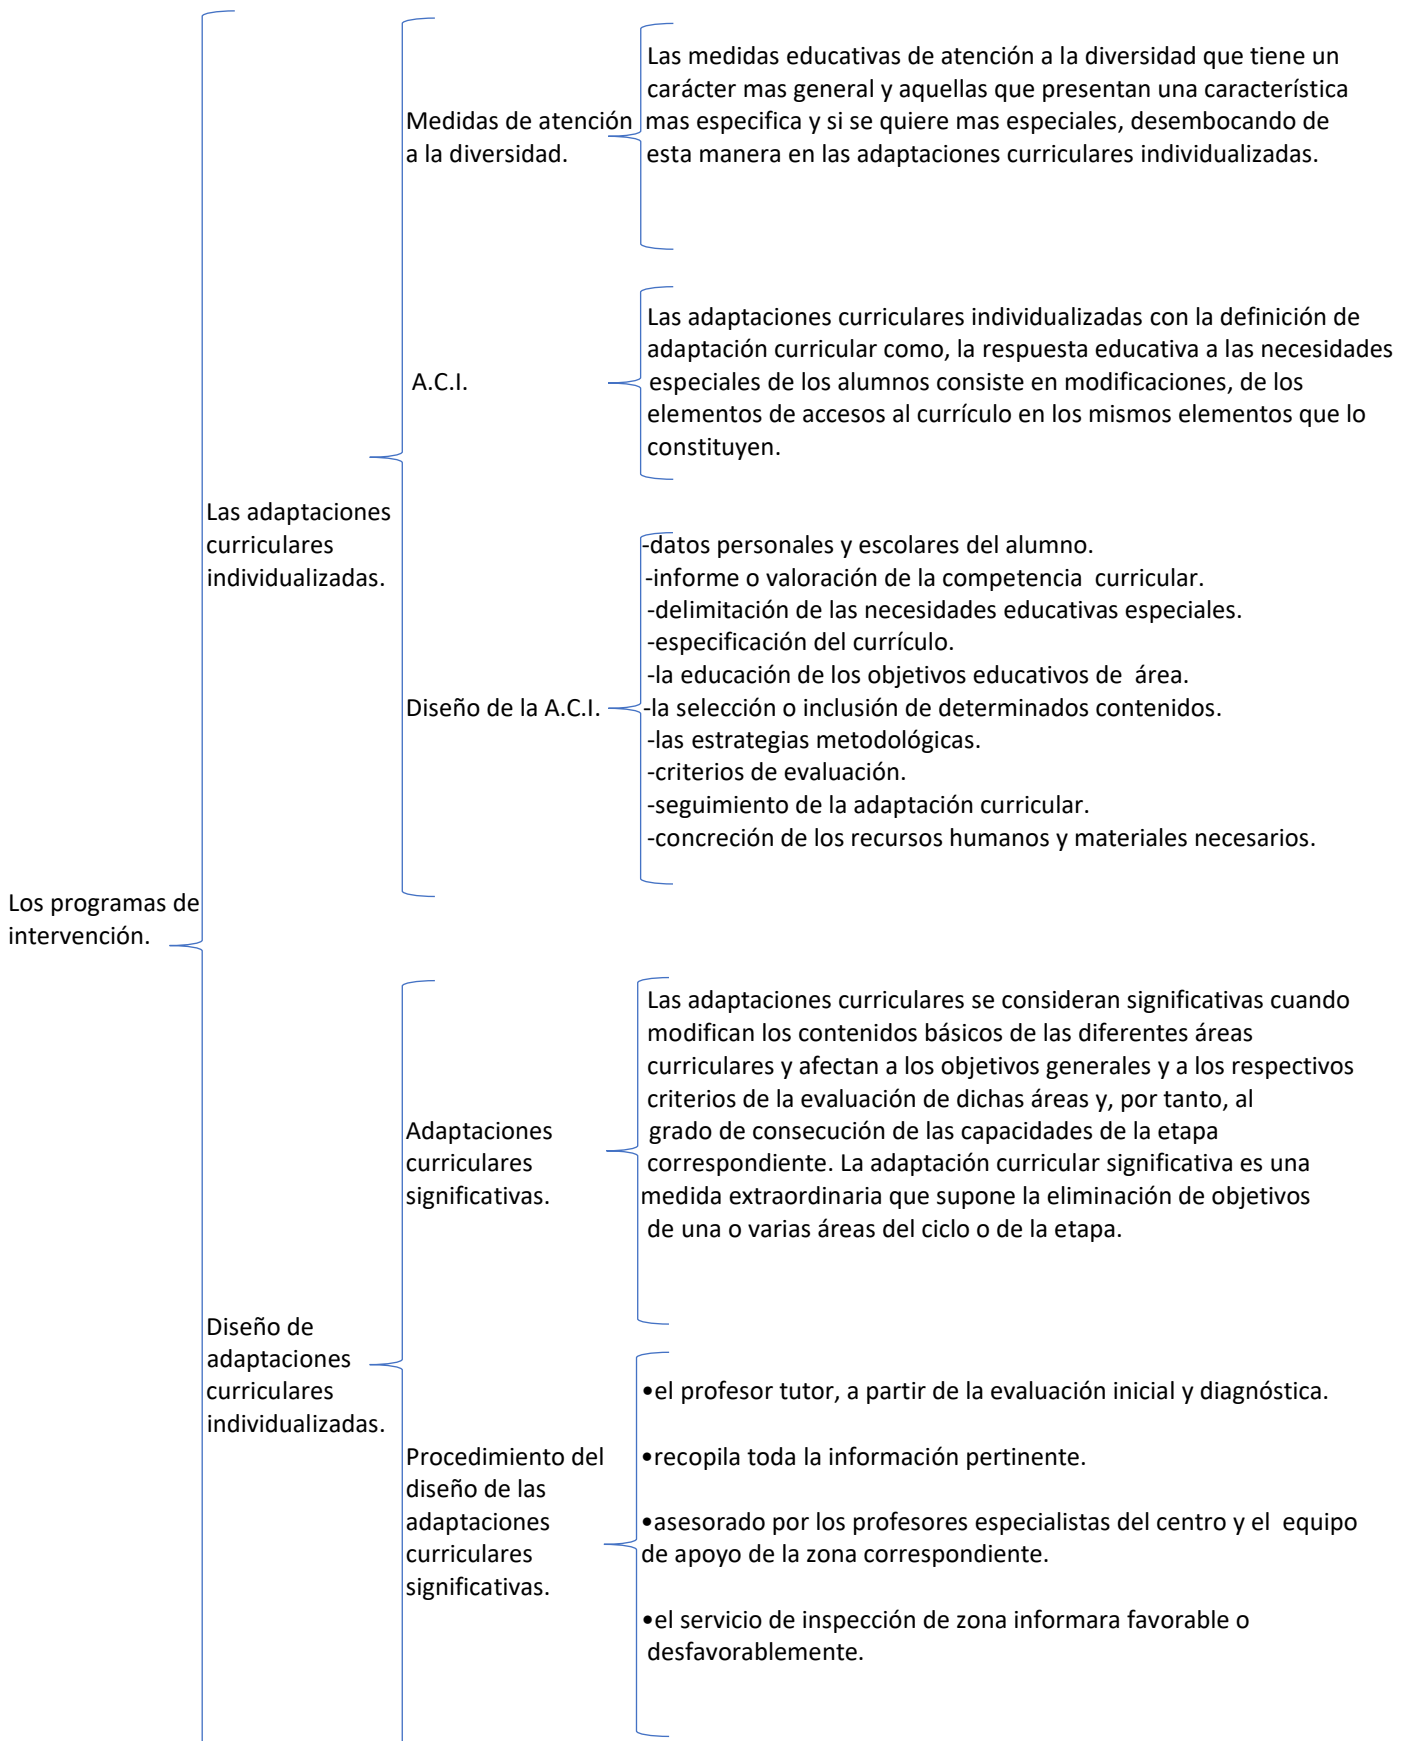 Los programas de
intervención.
Las adaptaciones
curriculares
individualizadas.
Medidas de atención
a la diversidad.
Las medidas educativas de atención a la diversidad que tiene un
carácter mas general y aquellas que presentan una característica
mas especifica y si se quiere mas especiales, desembocando de
esta manera en las adaptaciones curriculares individualizadas.
A.C.I.
Las adaptaciones curriculares individualizadas con la definición de
adaptación curricular como, la respuesta educativa a las necesidades
especiales de los alumnos consiste en modificaciones, de los
elementos de accesos al currículo en los mismos elementos que lo
constituyen.
Diseño de la A.C.I.
-datos personales y escolares del alumno.
-informe o valoración de la competencia curricular.
-delimitación de las necesidades educativas especiales.
-especificación del currículo.
-la educación de los objetivos educativos de área.
-la selección o inclusión de determinados contenidos.
-las estrategias metodológicas.
-criterios de evaluación.
-seguimiento de la adaptación curricular.
-concreción de los recursos humanos y materiales necesarios.
Diseño de
adaptaciones
curriculares
individualizadas.
Adaptaciones
curriculares
significativas.
Las adaptaciones curriculares se consideran significativas cuando
modifican los contenidos básicos de las diferentes áreas
curriculares y afectan a los objetivos generales y a los respectivos
criterios de la evaluación de dichas áreas y, por tanto, al
grado de consecución de las capacidades de la etapa
correspondiente. La adaptación curricular significativa es una
medida extraordinaria que supone la eliminación de objetivos
de una o varias áreas del ciclo o de la etapa.
Procedimiento del
diseño de las
adaptaciones
curriculares
significativas.
•el profesor tutor, a partir de la evaluación inicial y diagnóstica.
•recopila toda la información pertinente.
•asesorado por los profesores especialistas del centro y el equipo
de apoyo de la zona correspondiente.
•el servicio de inspección de zona informara favorable o
desfavorablemente.